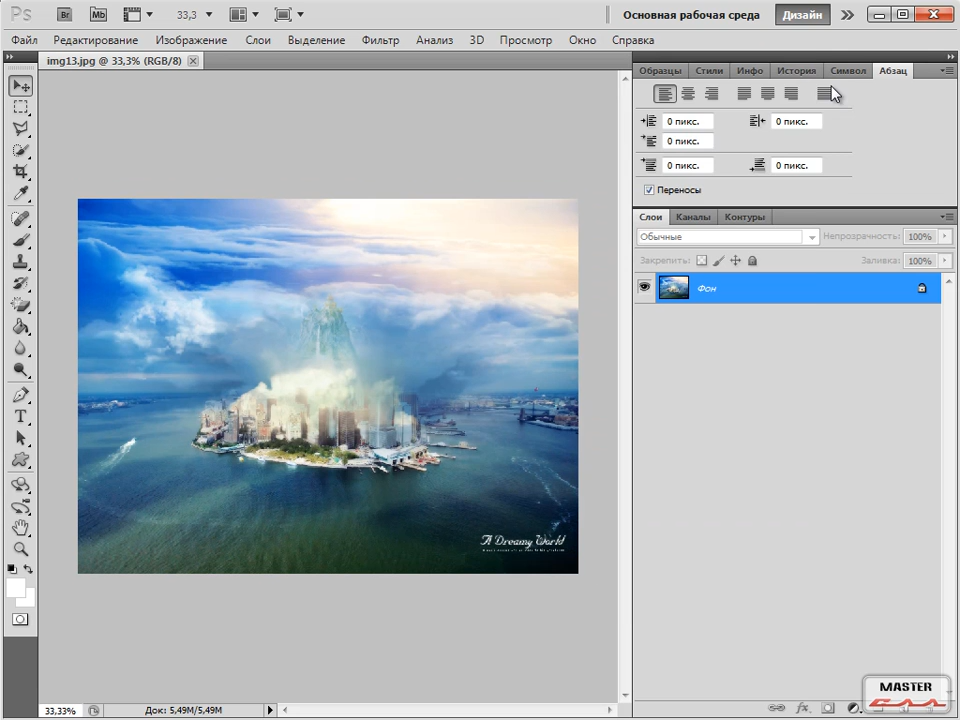 Ps Br Mb 33,3 Основная рабочая среда Дизайн
Файл Редактирование Изображение Слои Выделение Фильтр Анализ 3D Просмотр Окно Справка
img13.jpg @ 33,3% (RGB/8)
Образцы Стили Инфо История Символ Абзац
0 пикс. 0 пикс.
0 пикс.
0 пикс. 0 пикс.
Переносы
Слои Каналы Контуры
Обычные Непрозрачность: 100%
Закрепить: Заливка: 100%
Фон
A Dreamy World
33,33% Док: 5,49M/5,49M
MASTER